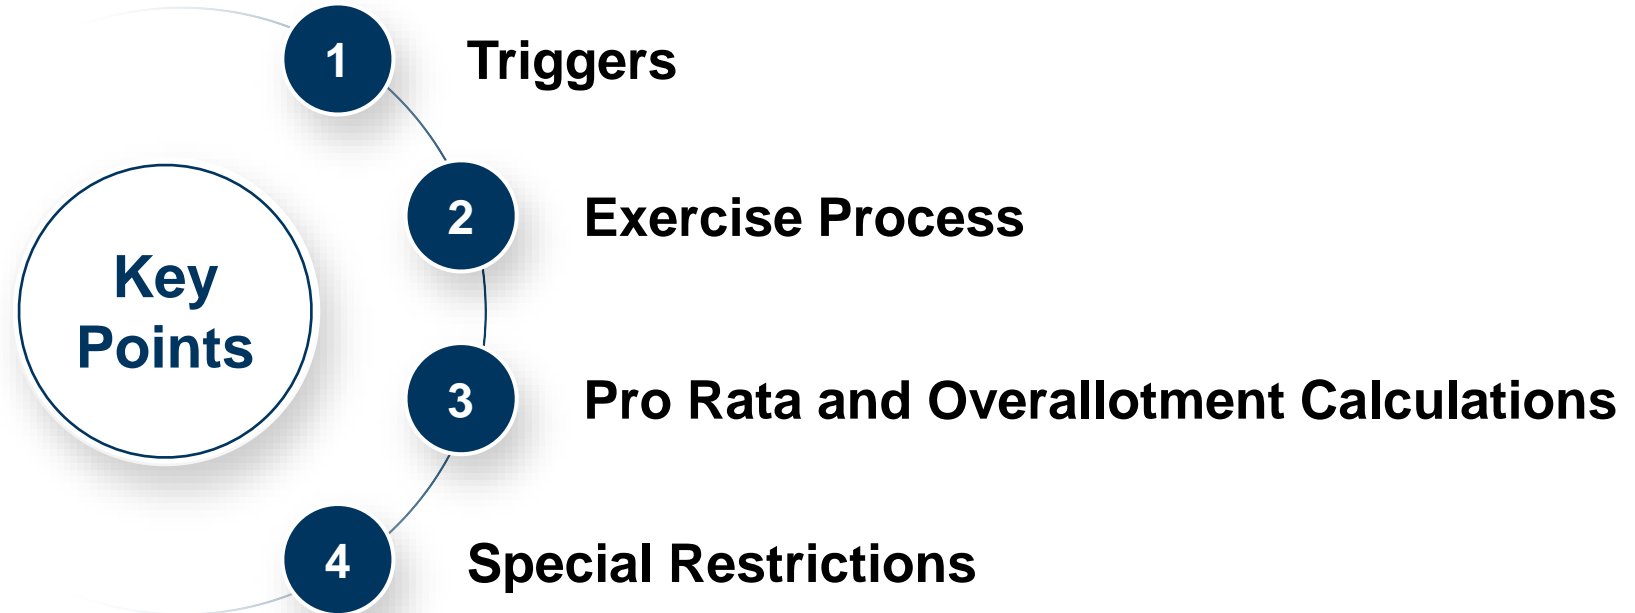 Key
Points
1
Triggers
2
Exercise Process
3
Pro Rata and Overallotment Calculations
4
Special Restrictions